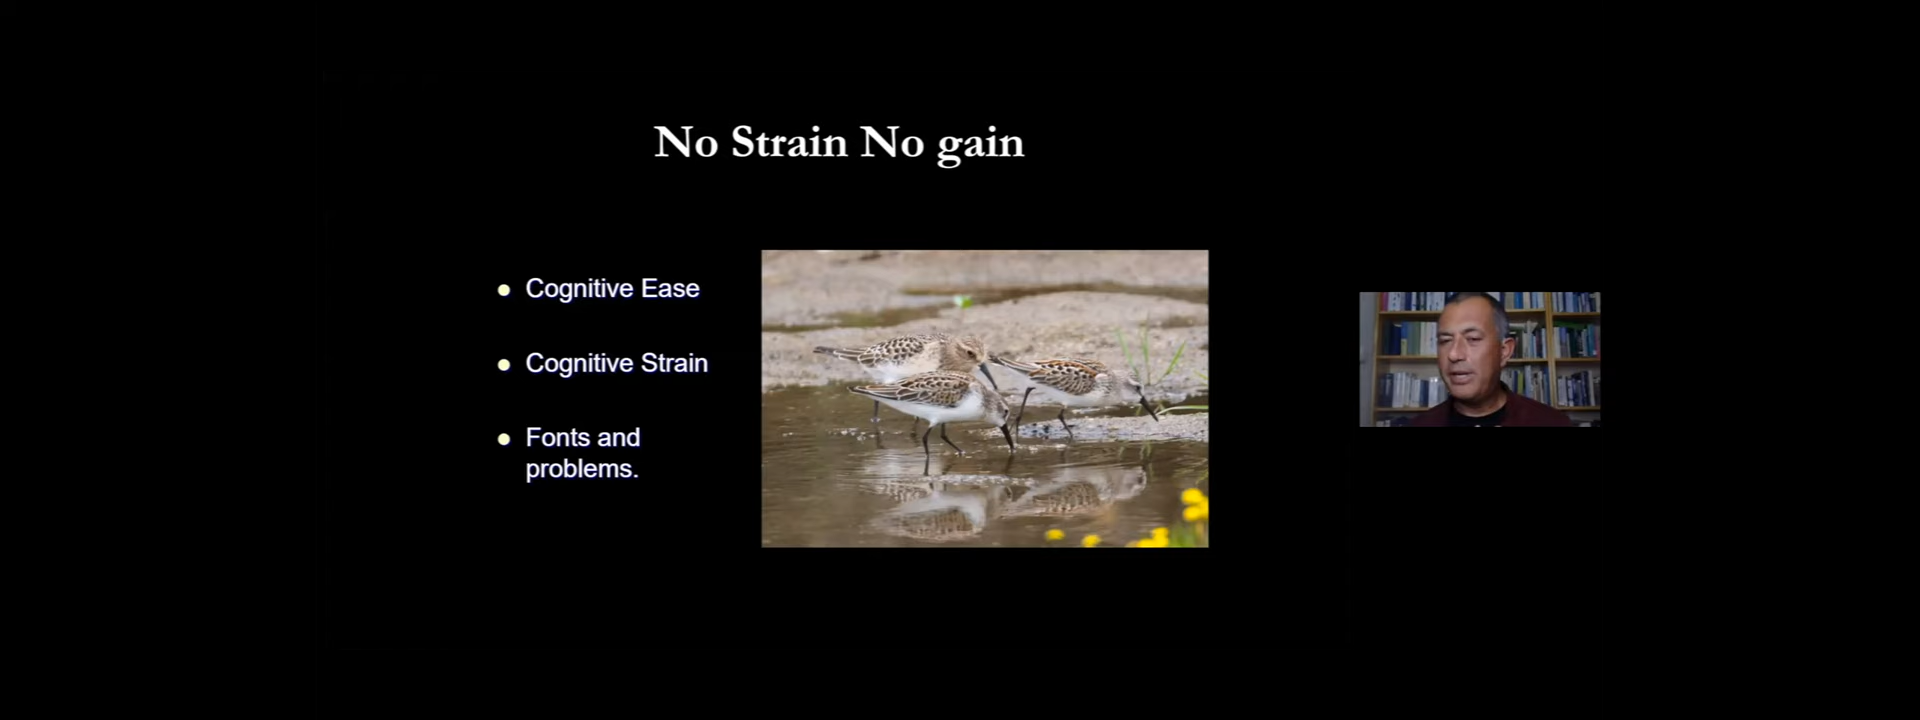 No Strain No gain
Cognitive Ease
Cognitive Strain
Fonts and
problems.